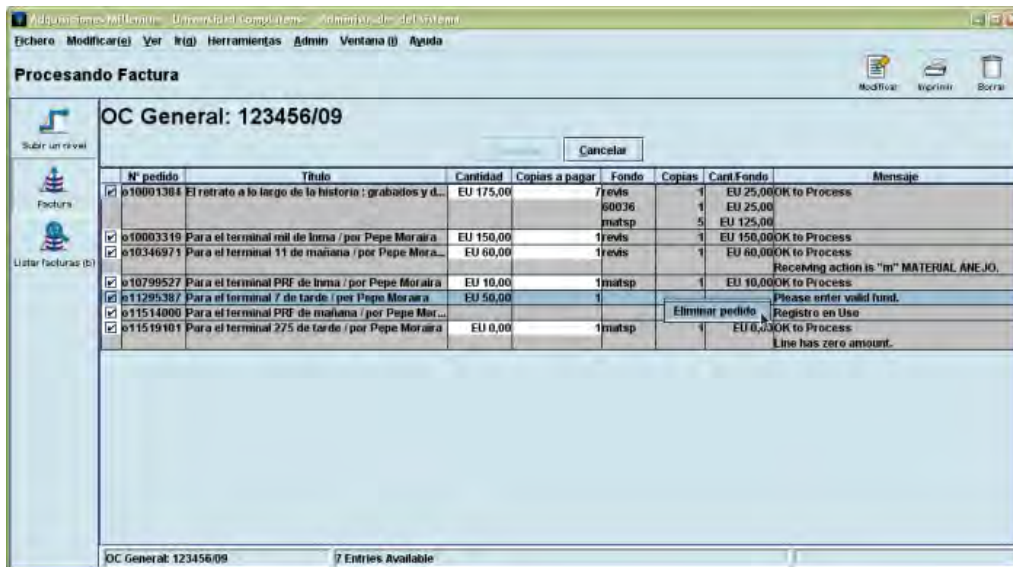 Adquisiciones Millenium - Universidad Complutense - Administrador del sistema
Fichero Modificar(e) Ver Ir(q) Herramientas Admin Ventana (l) Ayuda
Procesando Factura
Modificar Imprimir Borrar
OC General: 123456/09
Subir un nivel
Cancelar
Nº pedido Título Cantidad Copias a pagar Fondo Copias Cant.Fondo Mensaje
o10001384 El retrato a lo largo de la historia : grabados y d... EU 175,00 7 revis 1 EU 25,00 OK to Process
60036 1 EU 25,00
matsp 5 EU 125,00
Factura
o10003319 Para el terminal mil de Inma / por Pepe Moraira EU 150,00 1 revis 1 EU 150,00 OK to Process
o10346971 Para el terminal 11 de mañana / por Pepe Mora... EU 60,00 1 revis 1 EU 60,00 OK to Process
Receiving action is "m" MATERIAL ANEJO.
Listar facturas (b)
o10799527 Para el terminal PRF de Inma / por Pepe Moraira EU 10,00 1 matsp 1 EU 10,00 OK to Process
o11295387 Para el terminal 7 de tarde / por Pepe Moraira EU 50,00 1 Please enter valid fund.
Eliminar pedido
o11514000 Para el terminal PRF de mañana / por Pepe Mor... Registro en Uso
o11519101 Para el terminal 275 de tarde / por Pepe Moraira EU 0,00 1 matsp 1 EU 0,00 OK to Process
Line has zero amount.
OC General: 123456/09 7 Entries Available